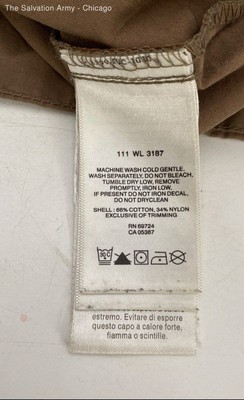 The Salvation Army - Chicago
111 WL 3187
MACHINE WASH COLD GENTLE,
WASH SEPARATELY, DO NOT BLEACH,
TUMBLE DRY LOW, REMOVE
PROMPTLY, IRON LOW,
IF PRESENT DO NOT IRON DECAL,
DO NOT DRYCLEAN
SHELL: 66% COTTON, 34% NYLON
EXCLUSIVE OF TRIMMING
RN 69724
CA 05367
estremo. Evitare di esporre
questo capo a calore forte,
fiamma o scintille.